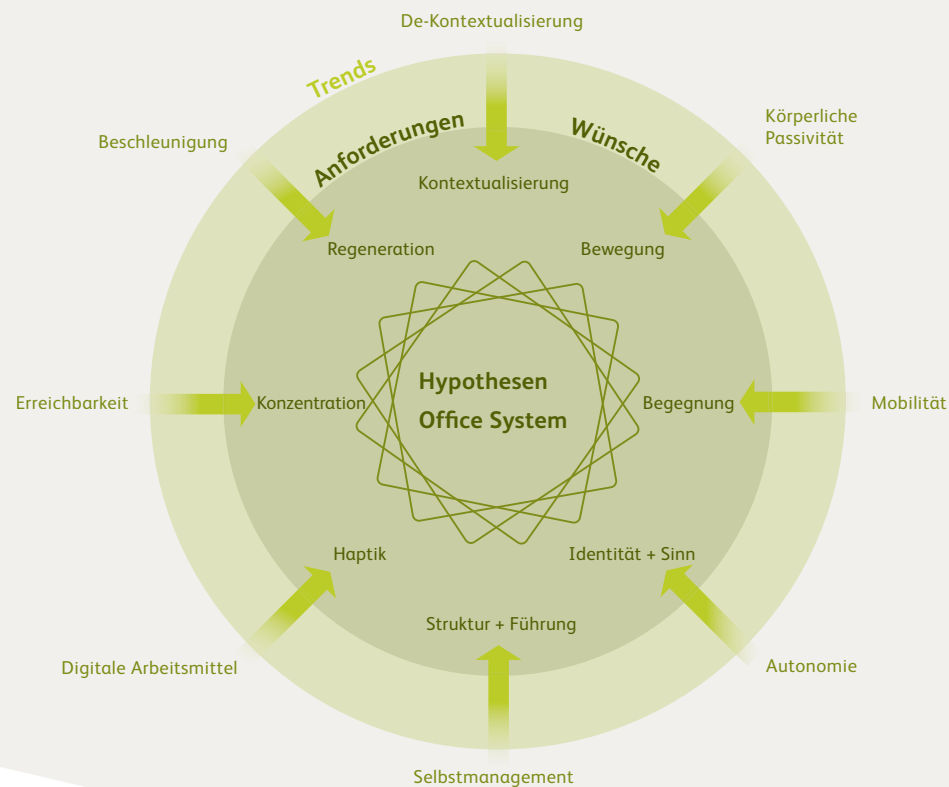 De-Kontextualisierung
Trends
Anforderungen
Wünsche
Körperliche
Passivität
Beschleunigung
Kontextualisierung
Regeneration
Bewegung
Hypothesen
Office System
Erreichbarkeit
Konzentration
Begegnung
Mobilität
Haptik
Identität + Sinn
Struktur + Führung
Digitale Arbeitsmittel
Autonomie
Selbstmanagement